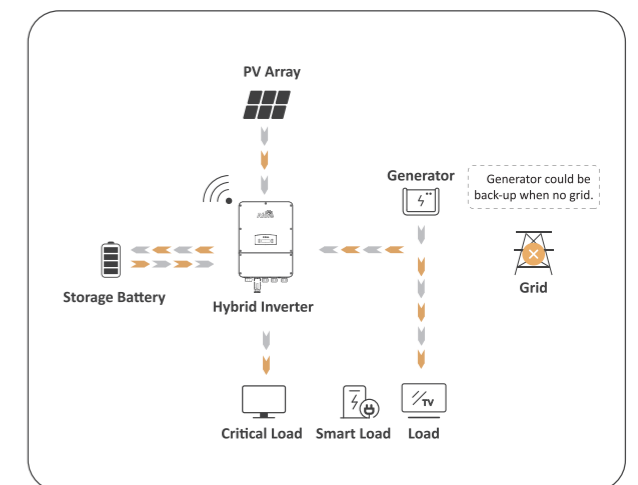 PV Array
Generator
Generator could be
back-up when no grid.
Storage Battery
Hybrid Inverter
Grid
TV
Critical Load
Smart Load
Load